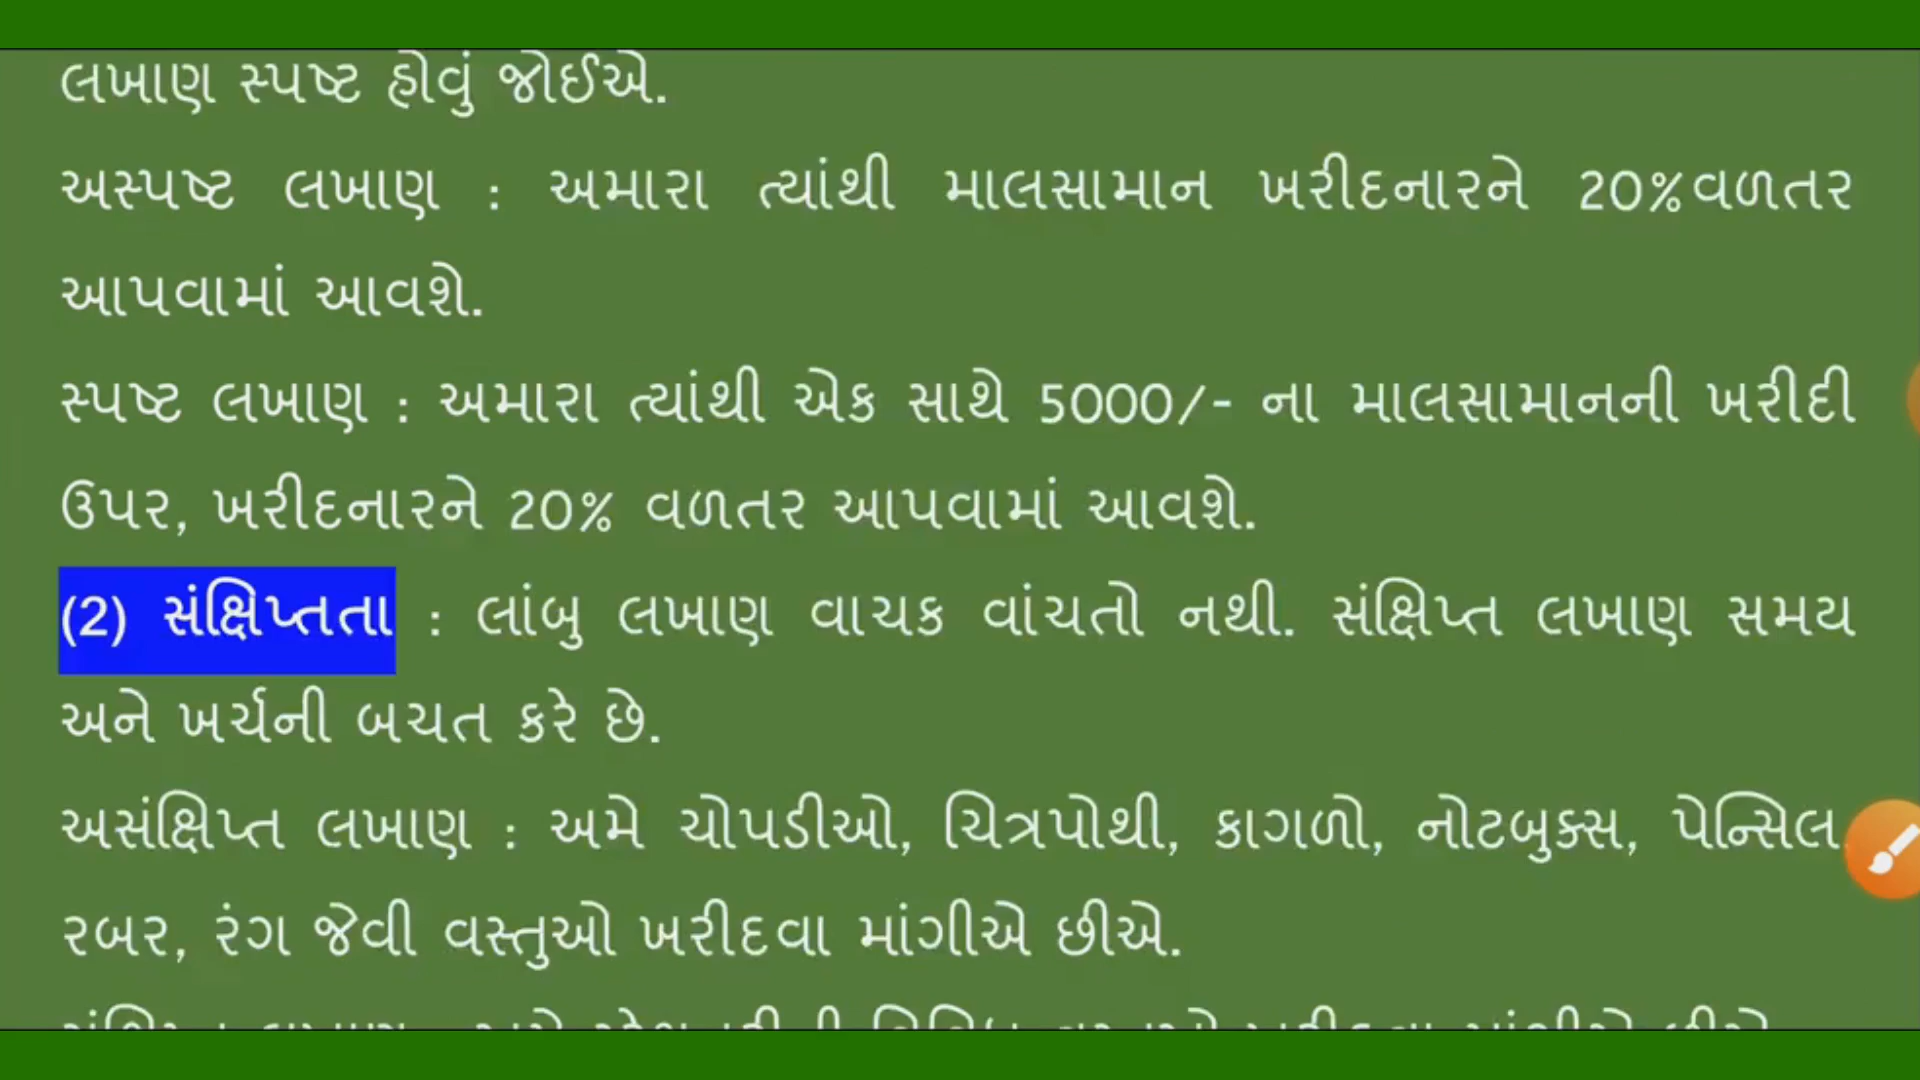 લખાણ સ્પષ્ટ હોવું જોઈએ.
અસ્પષ્ટ લખાણ : અમારા ત્યાંથી માલસામાન ખરીદનારને 20%વળતર
આપવામાં આવશે.
સ્પષ્ટ લખાણ : અમારા ત્યાંથી એક સાથે 5000/- ના માલસામાનની ખરીદી
ઉપર, ખરીદનારને 20% વળતર આપવામાં આવશે.
(2) સંક્ષિપ્તતા : લાંબુ લખાણ વાચક વાંચતો નથી. સંક્ષિપ્ત લખાણ સમય
અને ખર્ચની બચત કરે છે.
અસંક્ષિપ્ત લખાણ : અમે ચોપડીઓ, ચિત્રપોથી, કાગળો, નોટબુક્સ, પેન્સિલ
રબર, રંગ જેવી વસ્તુઓ ખરીદવા માંગીએ છીએ.